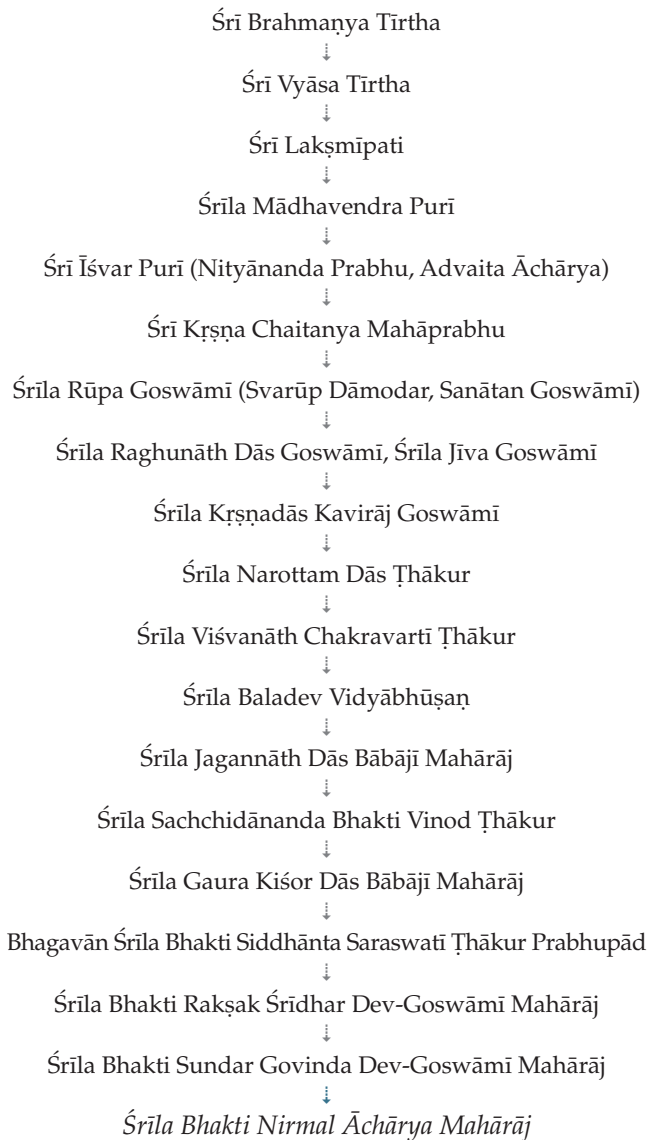 Śrī Brahmaṇya Tīrtha
Śrī Vyāsa Tīrtha
Śrī Lakṣmīpati
Śrīla Mādhavendra Purī
Śrī Īśvar Purī (Nityānanda Prabhu, Advaita Āchārya)
Śrī Kṛṣṇa Chaitanya Mahāprabhu
Śrīla Rūpa Goswāmī (Svarūp Dāmodar, Sanātan Goswāmī)
Śrīla Raghunāth Dās Goswāmī, Śrīla Jīva Goswāmī
Śrīla Kṛṣṇadās Kavirāj Goswāmī
Śrīla Narottam Dās Ṭhākur
Śrīla Viśvanāth Chakravartī Ṭhākur
Śrīla Baladev Vidyābhūṣaṇ
Śrīla Jagannāth Dās Bābājī Mahārāj
Śrīla Sachchidānanda Bhakti Vinod Ṭhākur
Śrīla Gaura Kiśor Dās Bābājī Mahārāj
Bhagavān Śrīla Bhakti Siddhānta Saraswatī Ṭhākur Prabhupād
Śrīla Bhakti Rakṣak Śrīdhar Dev-Goswāmī Mahārāj
Śrīla Bhakti Sundar Govinda Dev-Goswāmī Mahārāj
Śrīla Bhakti Nirmal Āchārya Mahārāj